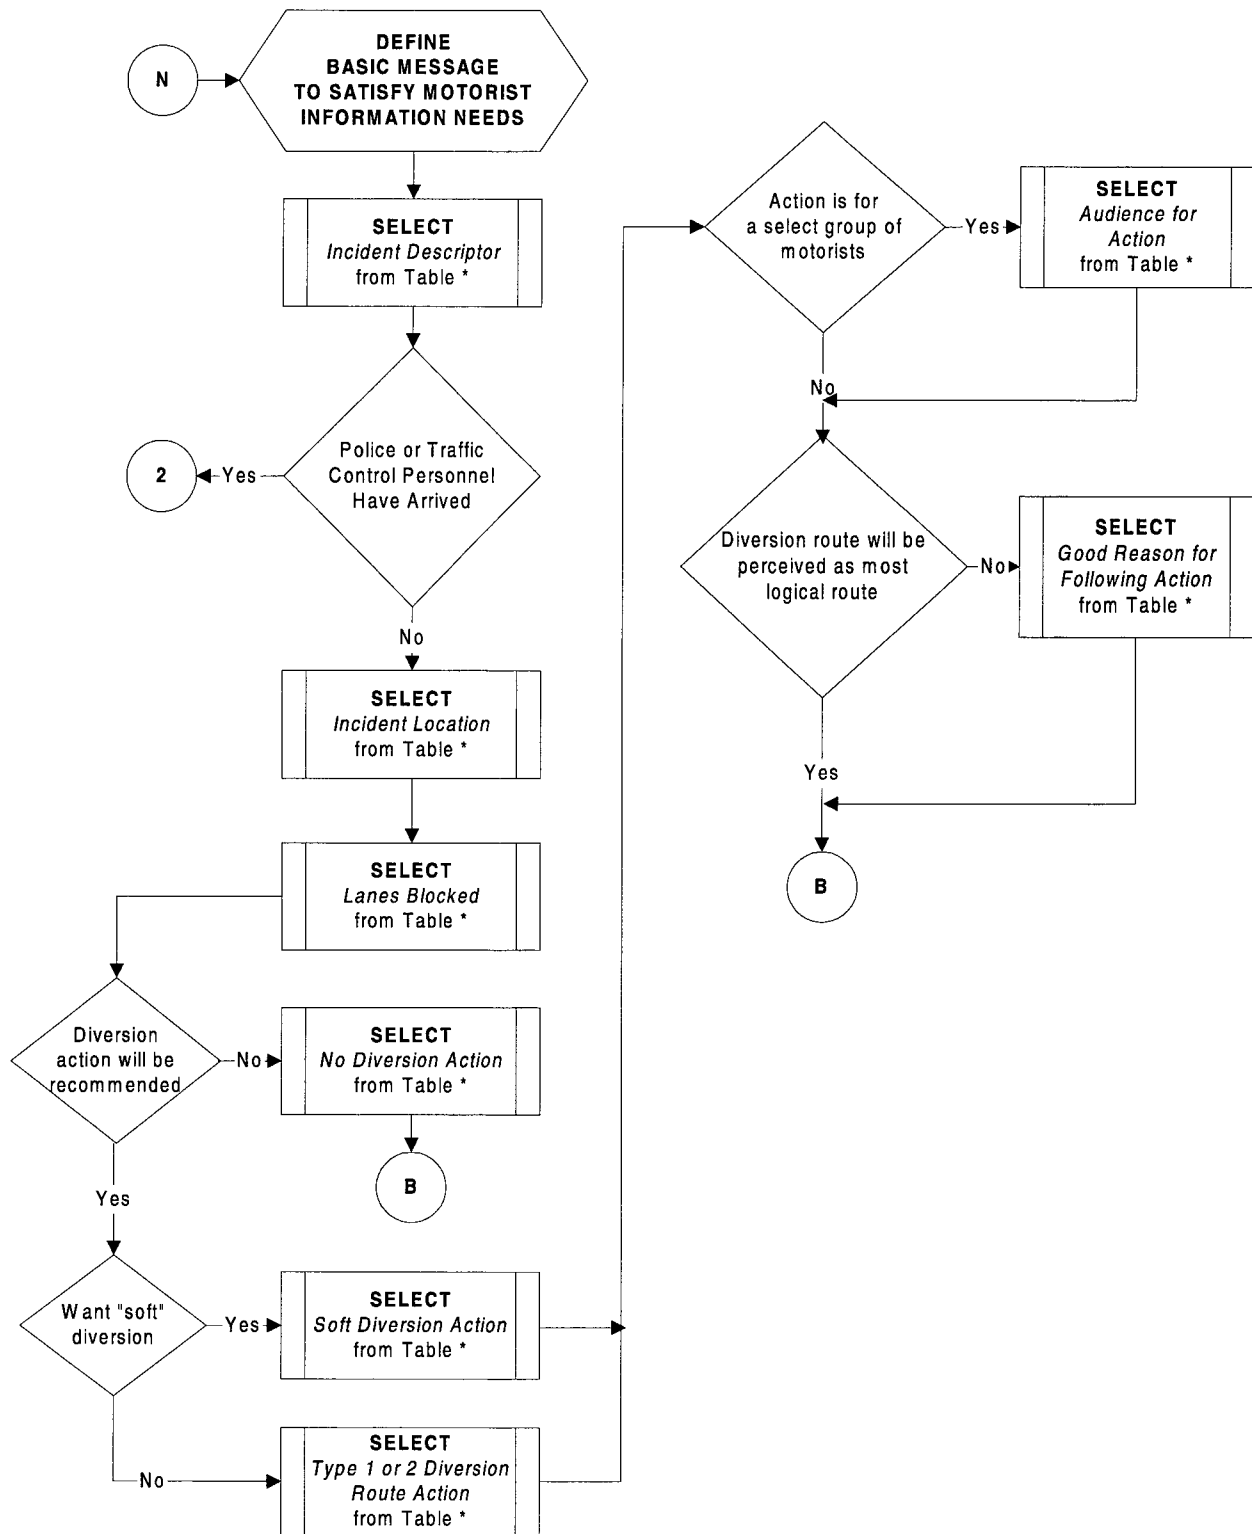 N
DEFINE
BASIC MESSAGE
TO SATISFY MOTORIST
INFORMATION NEEDS
SELECT
Incident Descriptor
from Table *
Police or Traffic
Control Personnel
Have Arrived
Yes
2
No
SELECT
Incident Location
from Table *
SELECT
Lanes Blocked
from Table *
Diversion
action will be
recommended
No
SELECT
No Diversion Action
from Table *
B
Yes
Want "soft"
diversion
Yes
SELECT
Soft Diversion Action
from Table *
No
SELECT
Type 1 or 2 Diversion
Route Action
from Table *
Action is for
a select group of
motorists
Yes
SELECT
Audience for
Action
from Table *
No
Diversion route will be
perceived as most
logical route
No
SELECT
Good Reason for
Following Action
from Table *
Yes
B